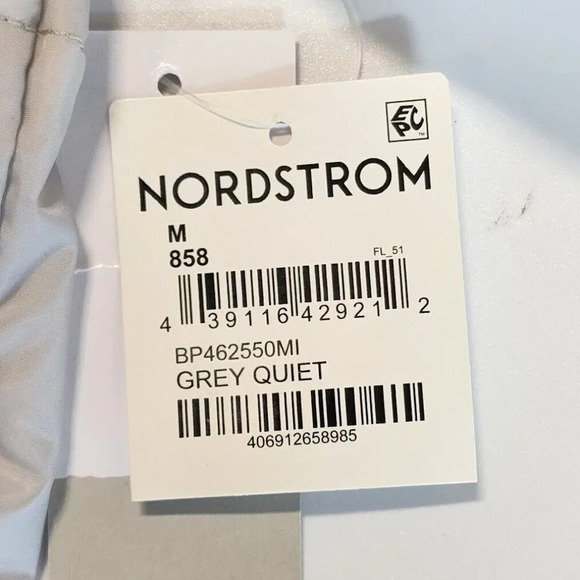 EPC
NORDSTROM
M
858
FL_51
4 39116 42921 2
BP462550MI
GREY QUIET
406912658985